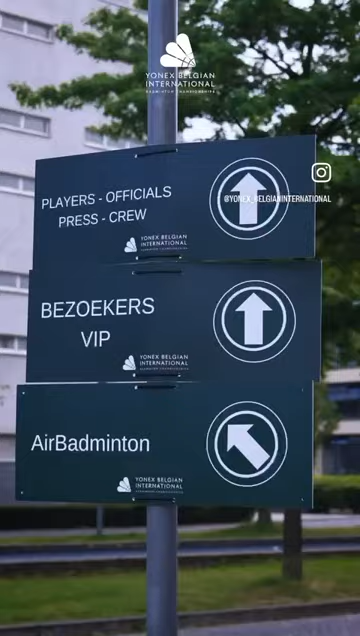 YONEX BELGIAN
INTERNATIONAL
PLAYERS - OFFICIALS
PRESS - CREW
@YONEX_BELGIANINTERNATIONAL
YONEX BELGIAN
INTERNATIONAL
BEZOEKERS
VIP
YONEX BELGIAN
INTERNATIONAL
AirBadminton
YONEX BELGIAN
INTERNATIONAL